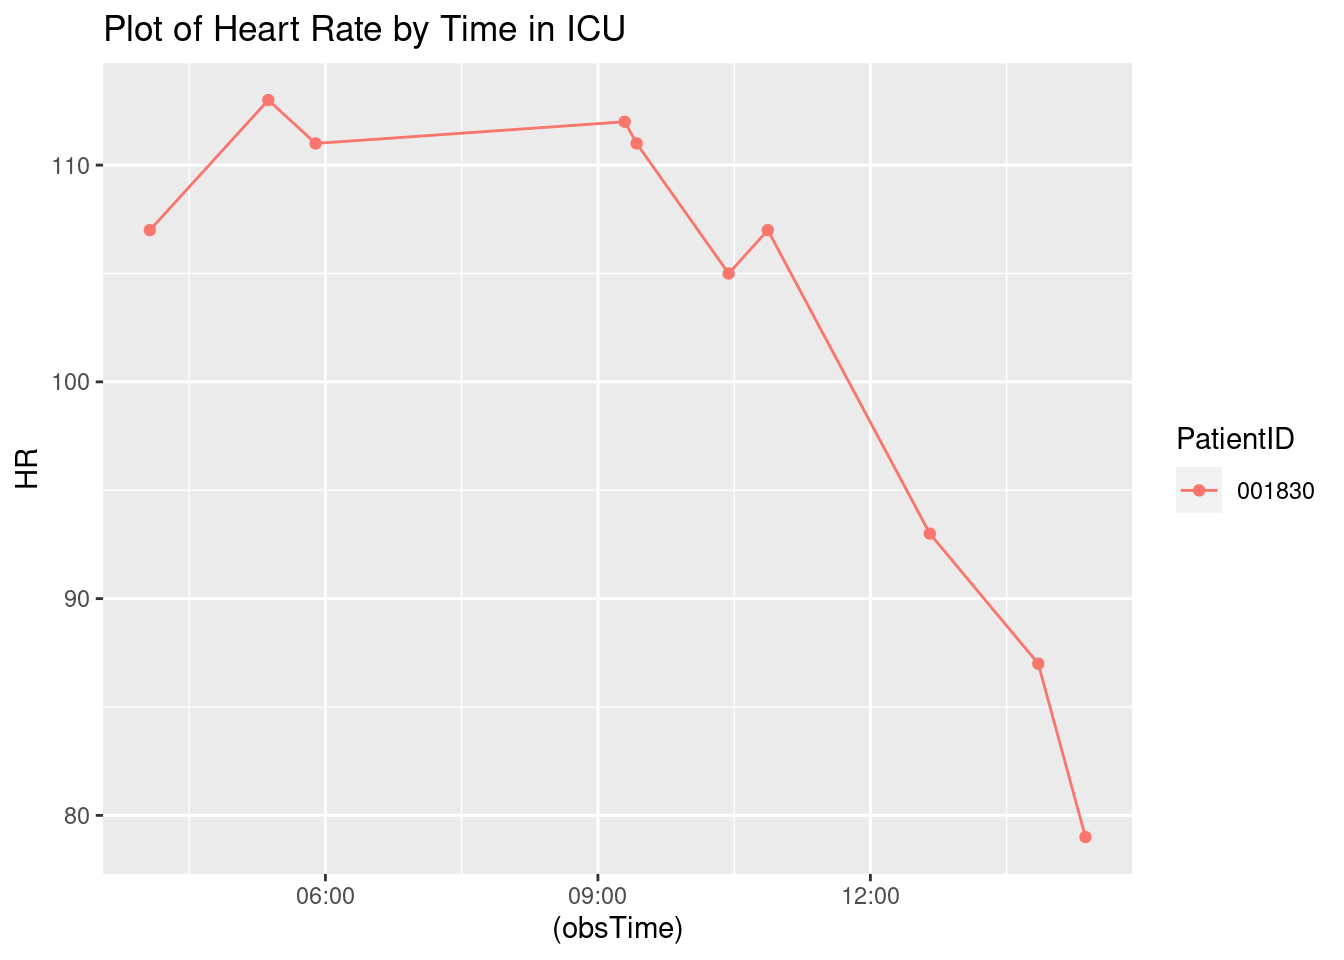 Plot of Heart Rate by Time in ICU
110
100
90
80
HR
06:00
09:00
12:00
(obsTime)
PatientID
001830